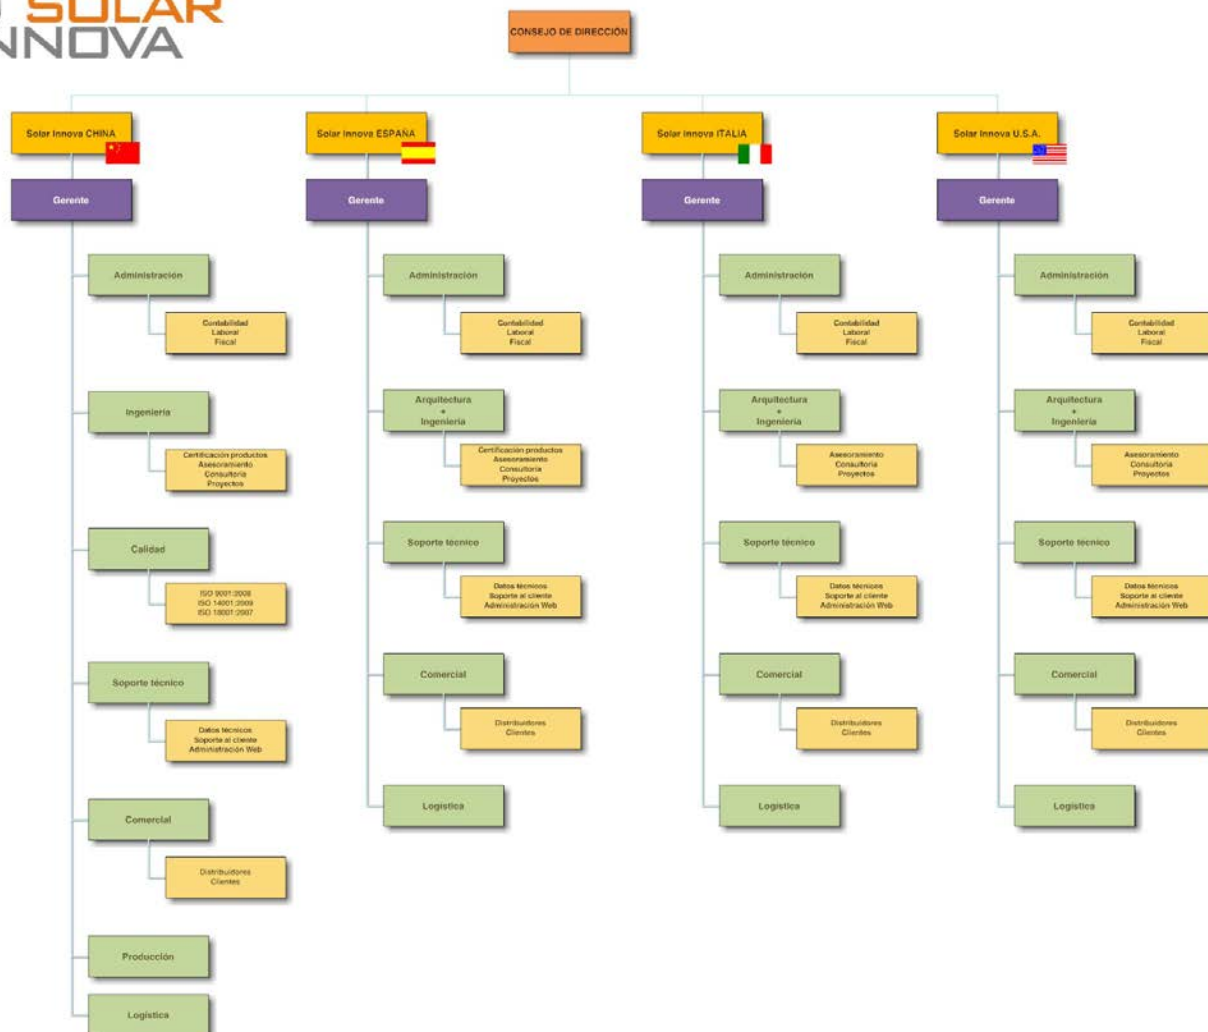 SOLAR
INNOVA
CONSEJO DE DIRECCIÓN
Solar Innova CHINA
Gerente
Administración
Contabilidad
Laboral
Fiscal
Ingeniería
Certificación productos
Asesoramiento
Consultoría
Proyectos
Calidad
ISO 9001:2008
ISO 14001:2009
ISO 18001:2007
Soporte técnico
Datos técnicos
Soporte al cliente
Administración Web
Comercial
Distribuidores
Clientes
Producción
Logística
Solar Innova ESPAÑA
Gerente
Administración
Contabilidad
Laboral
Fiscal
Arquitectura
+
Ingeniería
Certificación productos
Asesoramiento
Consultoría
Proyectos
Soporte técnico
Datos técnicos
Soporte al cliente
Administración Web
Comercial
Distribuidores
Clientes
Logística
Solar Innova ITALIA
Gerente
Administración
Contabilidad
Laboral
Fiscal
Arquitectura
+
Ingeniería
Asesoramiento
Consultoría
Proyectos
Soporte técnico
Datos técnicos
Soporte al cliente
Administración Web
Comercial
Distribuidores
Clientes
Logística
Solar Innova U.S.A.
Gerente
Administración
Contabilidad
Laboral
Fiscal
Arquitectura
+
Ingeniería
Asesoramiento
Consultoría
Proyectos
Soporte técnico
Datos técnicos
Soporte al cliente
Administración Web
Comercial
Distribuidores
Clientes
Logística